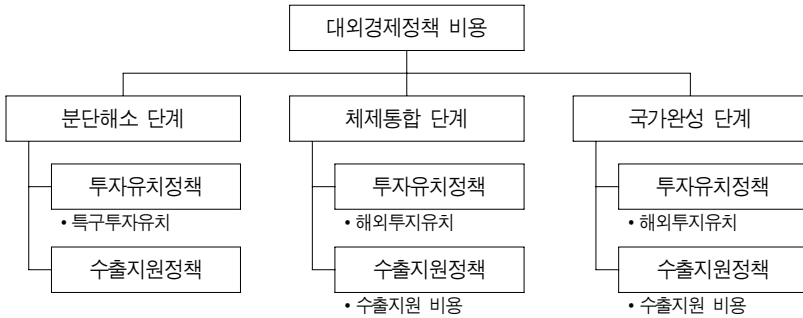 대외경제정책 비용
분단해소 단계
체제통합 단계
국가완성 단계
투자유치정책
투자유치정책
투자유치정책
• 특구투자유치
• 해외투지유치
• 해외투지유치
수출지원정책
수출지원정책
수출지원정책
• 수출지원 비용
• 수출지원 비용